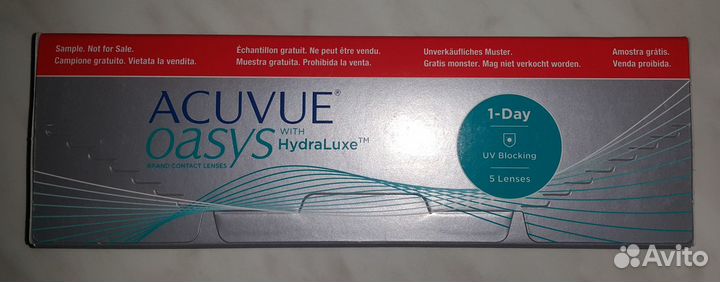 Sample. Not for Sale.
Campione gratuito. Vietata la vendita.
Échantillon gratuit. Ne peut être vendu.
Muestra gratuita. Prohibida la venta.
Unverkäufliches Muster.
Gratis monster. Mag niet verkocht worden.
Amostra grátis.
Venda proibida.
ACUVUE®
oasys WITH HydraLuxe™
BRAND CONTACT LENSES
1-Day
UV Blocking
5 Lenses
Avito